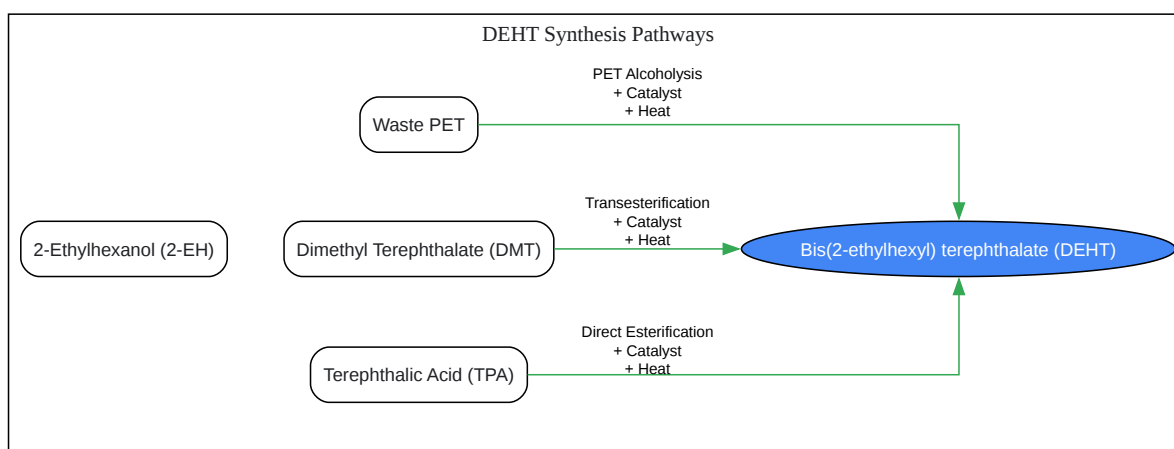 DEHT Synthesis Pathways
PET Alcoholysis
+ Catalyst
+ Heat
Waste PET
Transesterification
+ Catalyst
+ Heat
2-Ethylhexanol (2-EH)
Dimethyl Terephthalate (DMT)
Bis(2-ethylhexyl) terephthalate (DEHT)
Direct Esterification
+ Catalyst
+ Heat
Terephthalic Acid (TPA)